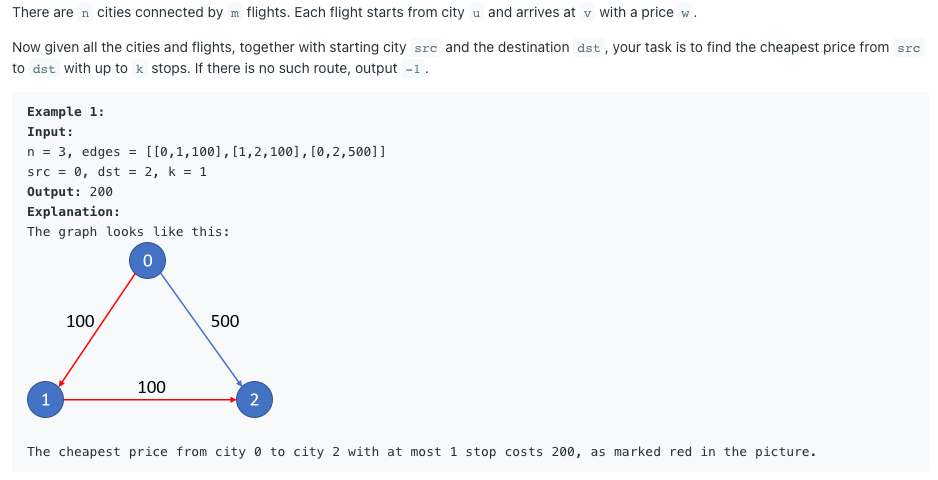 There are n cities connected by m flights. Each flight starts from city u and arrives at v with a price w.
Now given all the cities and flights, together with starting city src and the destination dst, your task is to find the cheapest price from src
to dst with up to k stops. If there is no such route, output -1.
Example 1:
Input:
n = 3, edges = [[0,1,100],[1,2,100],[0,2,500]]
src = 0, dst = 2, k = 1
Output: 200
Explanation:
The graph looks like this:
0
100 500
100
1 2
The cheapest price from city 0 to city 2 with at most 1 stop costs 200, as marked red in the picture.